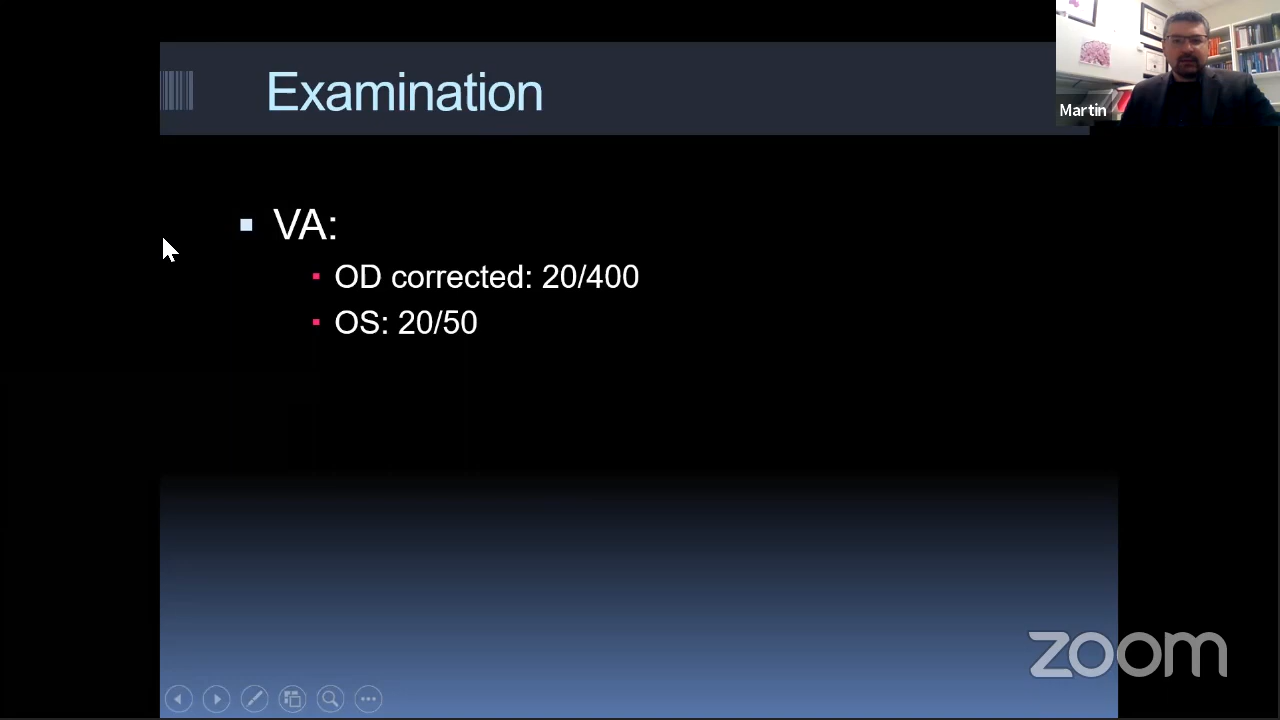 Examination
Martin
VA:
OD corrected: 20/400
OS: 20/50
zoom